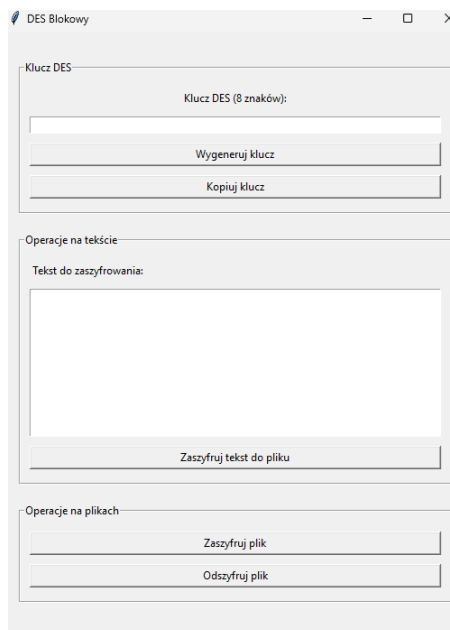 DES Blokowy
Klucz DES
Klucz DES (8 znaków):
Wygeneruj klucz
Kopiuj klucz
Operacje na tekście
Tekst do zaszyfrowania:
Zaszyfruj tekst do pliku
Operacje na plikach
Zaszyfruj plik
Odszyfruj plik